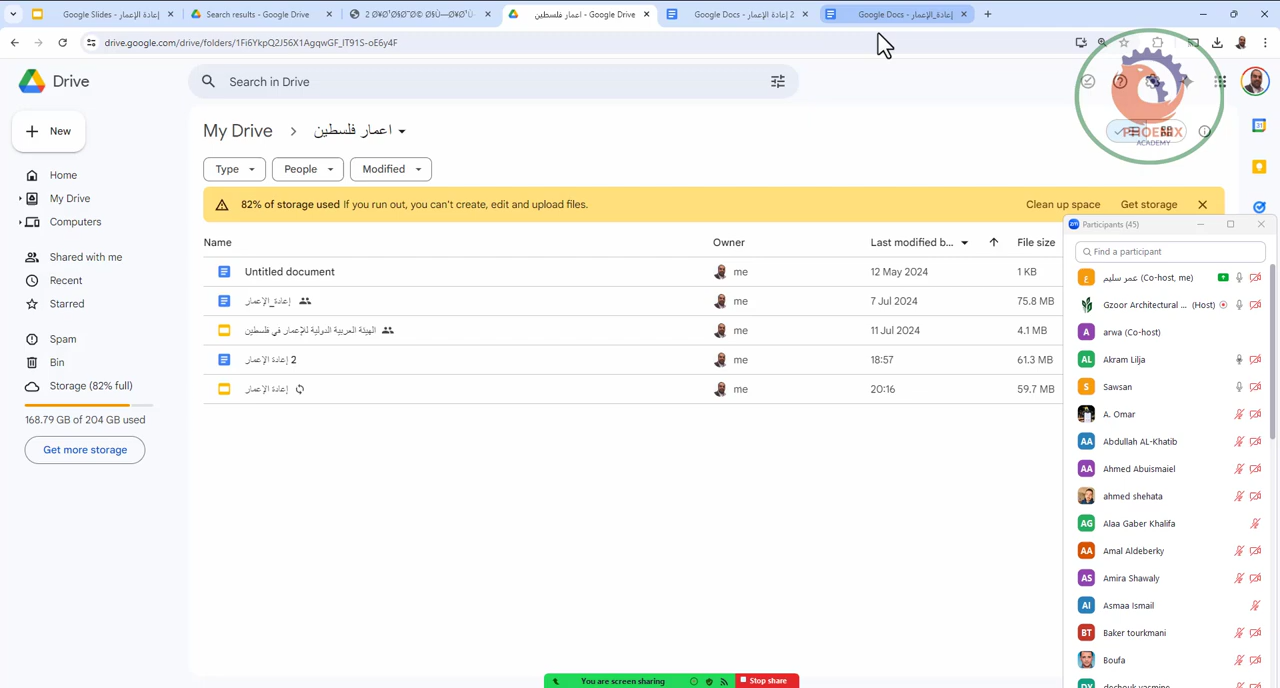 إعادة الإعمار - Google Slides
Search results - Google Drive
اعمار فلسطين - Google Drive
2 إعادة الإعمار - Google Docs
إعادة_الإعمار - Google Docs
drive.google.com/drive/folders/1Fi6YkpQ2J56X1AgqwGF_IT91S-oE6y4F
Drive
Search in Drive
PHOENIX
ACADEMY
New
My Drive
اعمار فلسطين
Type
People
Modified
Home
My Drive
Computers
82% of storage used If you run out, you can't create, edit and upload files.
Clean up space
Get storage
Participants (45)
Name
Owner
Last modified b...
File size
Find a participant
Shared with me
Recent
Starred
Untitled document
me
12 May 2024
1 KB
إعادة_الإعمار
me
7 Jul 2024
75.8 MB
الهيئة العربية الدولية للإعمار في فلسطين
me
11 Jul 2024
4.1 MB
2 إعادة الإعمار
me
18:57
61.3 MB
إعادة الإعمار
me
20:16
59.7 MB
Spam
Bin
Storage (82% full)
168.79 GB of 204 GB used
Get more storage
عمر سليم (Co-host, me)
Gzoor Architectural ... (Host)
arwa (Co-host)
Akram Lilja
Sawsan
A. Omar
Abdullah AL-Khatib
Ahmed Abuismaiel
ahmed shehata
Alaa Gaber Khalifa
Amal Aldeberky
Amira Shawaly
Asmaa Ismail
Baker tourkmani
Boufa
You are screen sharing
Stop share